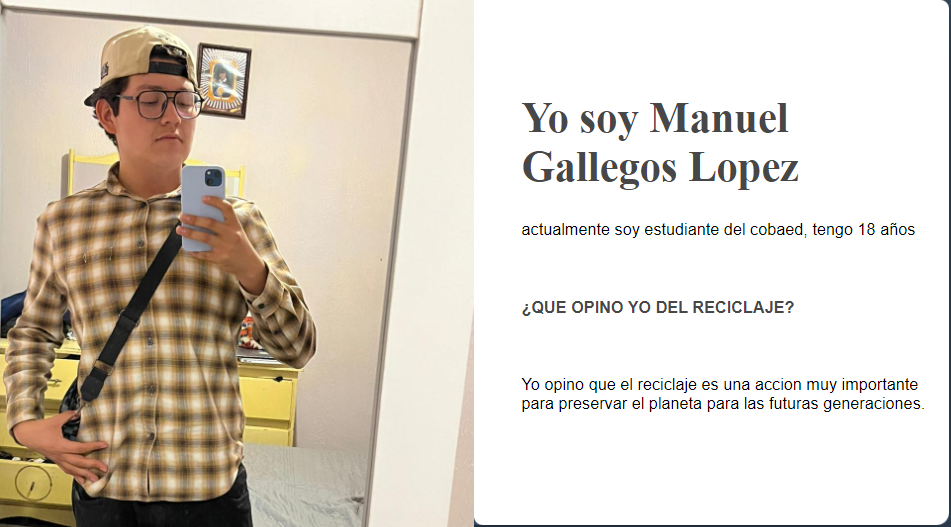 Yo soy Manuel
Gallegos Lopez
actualmente soy estudiante del cobaed, tengo 18 años
¿QUE OPINO YO DEL RECICLAJE?
Yo opino que el reciclaje es una accion muy importante
para preservar el planeta para las futuras generaciones.